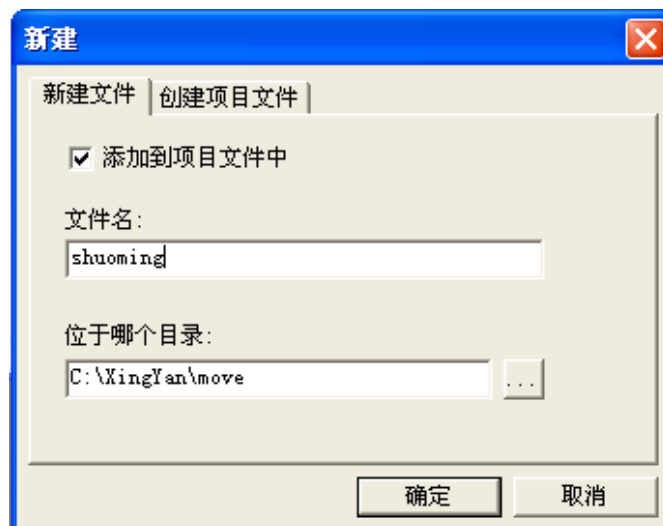 新建
新建文件 创建项目文件
添加到项目文件中
文件名:
shuoming
位于哪个目录:
C:\XingYan\move ...
确定 取消